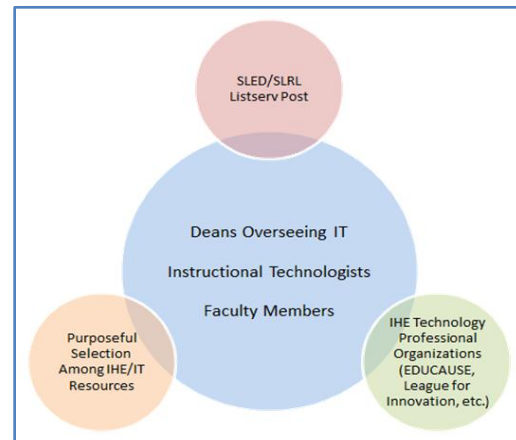 SLED/SLRL
Listserv Post
Deans Overseeing IT
Instructional Technologists
Faculty Members
Purposeful
Selection
Among IHE/IT
Resources
IHE Technology
Professional
Organizations
(EDUCAUSE,
League for
Innovation, etc.)